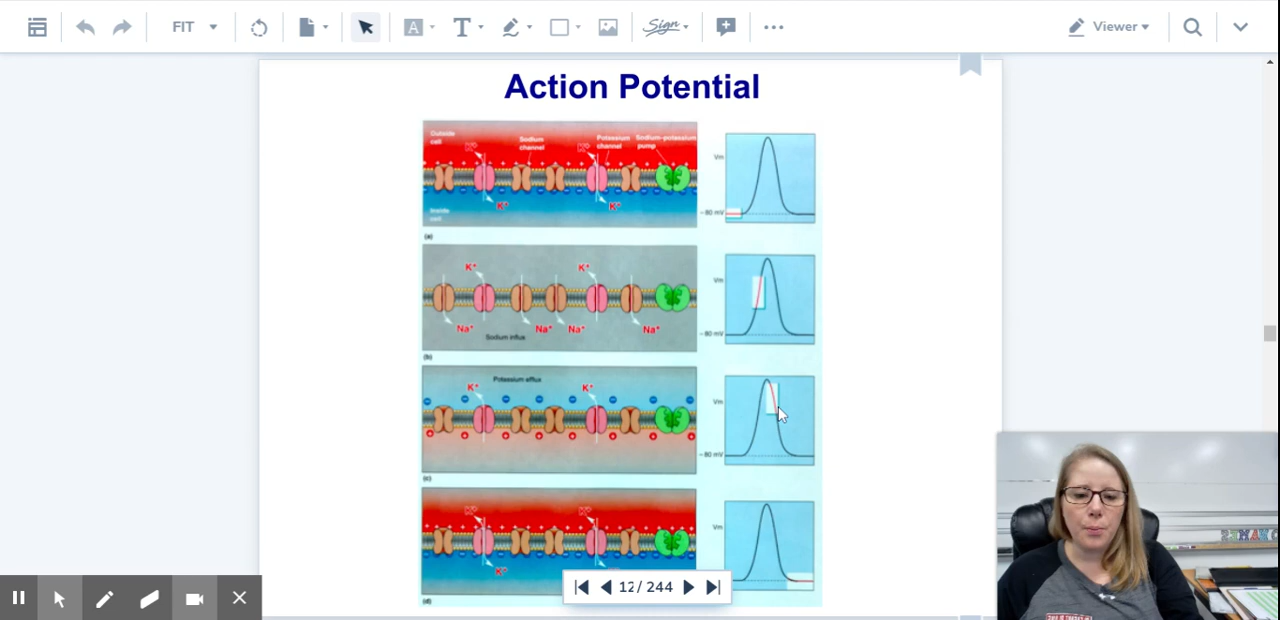 FIT
A
T
Sign
Viewer
Action Potential
Outside
cell
Sodium
channel
Potassium
channel
Sodium-potassium
pump
K⁺
K⁺
Vm
K⁺
K⁺
Inside
cell
-80 mV
(a)
K⁺
K⁺
Vm
Na⁺
Na⁺
Na⁺
Na⁺
Sodium influx
-80 mV
(b)
Potassium efflux
K⁺
K⁺
Vm
-80 mV
(c)
K⁺
K⁺
Vm
K⁺
12 / 244
(d)